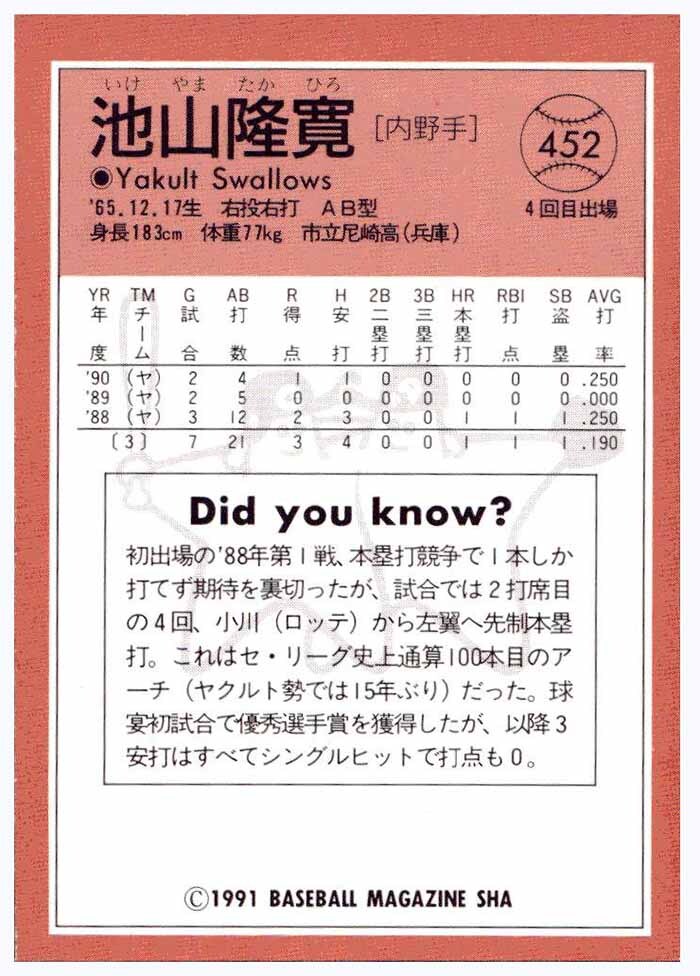 いけ やま たか ひろ
池山隆寛 [内野手] 452
◉Yakult Swallows
'65.12.17生 右投右打 AB型 4回目出場
身長183cm 体重77kg 市立尼崎高(兵庫)
YR TM G AB R H 2B 3B HR RBI SB AVG
年度 チーム 試合 打数 得点 安打 二塁打 三塁打 本塁打 打点 盗塁 打率
'90 (ヤ) 2 4 1 1 0 0 0 0 0 .250
'89 (ヤ) 2 5 0 0 0 0 0 0 0 .000
'88 (ヤ) 3 12 2 3 0 0 1 1 1 .250
〔3〕 7 21 3 4 0 0 1 1 1 .190
Did you know?
初出場の'88年第1戦、本塁打競争で1本しか
打てず期待を裏切ったが、試合では2打席目
の4回、小川(ロッテ)から左翼へ先制本塁
打。これはセ・リーグ史上通算100本目のア
ーチ(ヤクルト勢では15年ぶり)だった。球
宴初試合で優秀選手賞を獲得したが、以降3
安打はすべてシングルヒットで打点も0。
©1991 BASEBALL MAGAZINE SHA